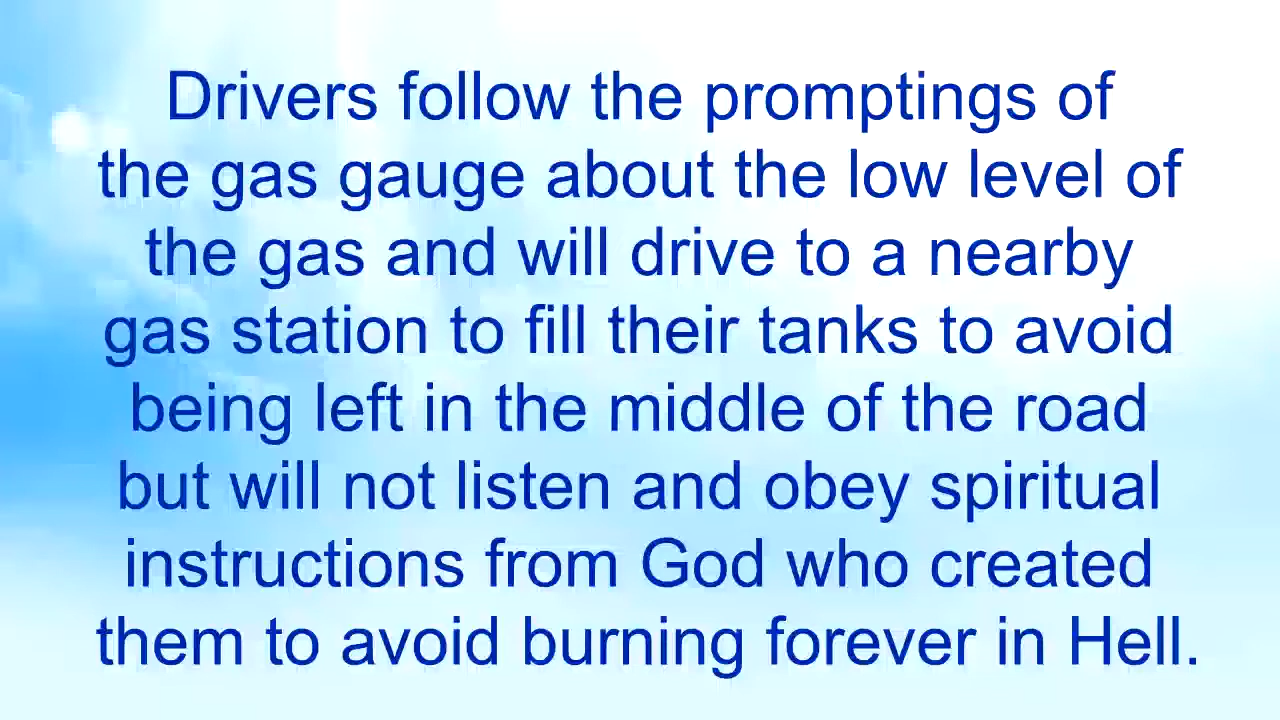 Drivers follow the promptings of
the gas gauge about the low level of
the gas and will drive to a nearby
gas station to fill their tanks to avoid
being left in the middle of the road
but will not listen and obey spiritual
instructions from God who created
them to avoid burning forever in Hell.